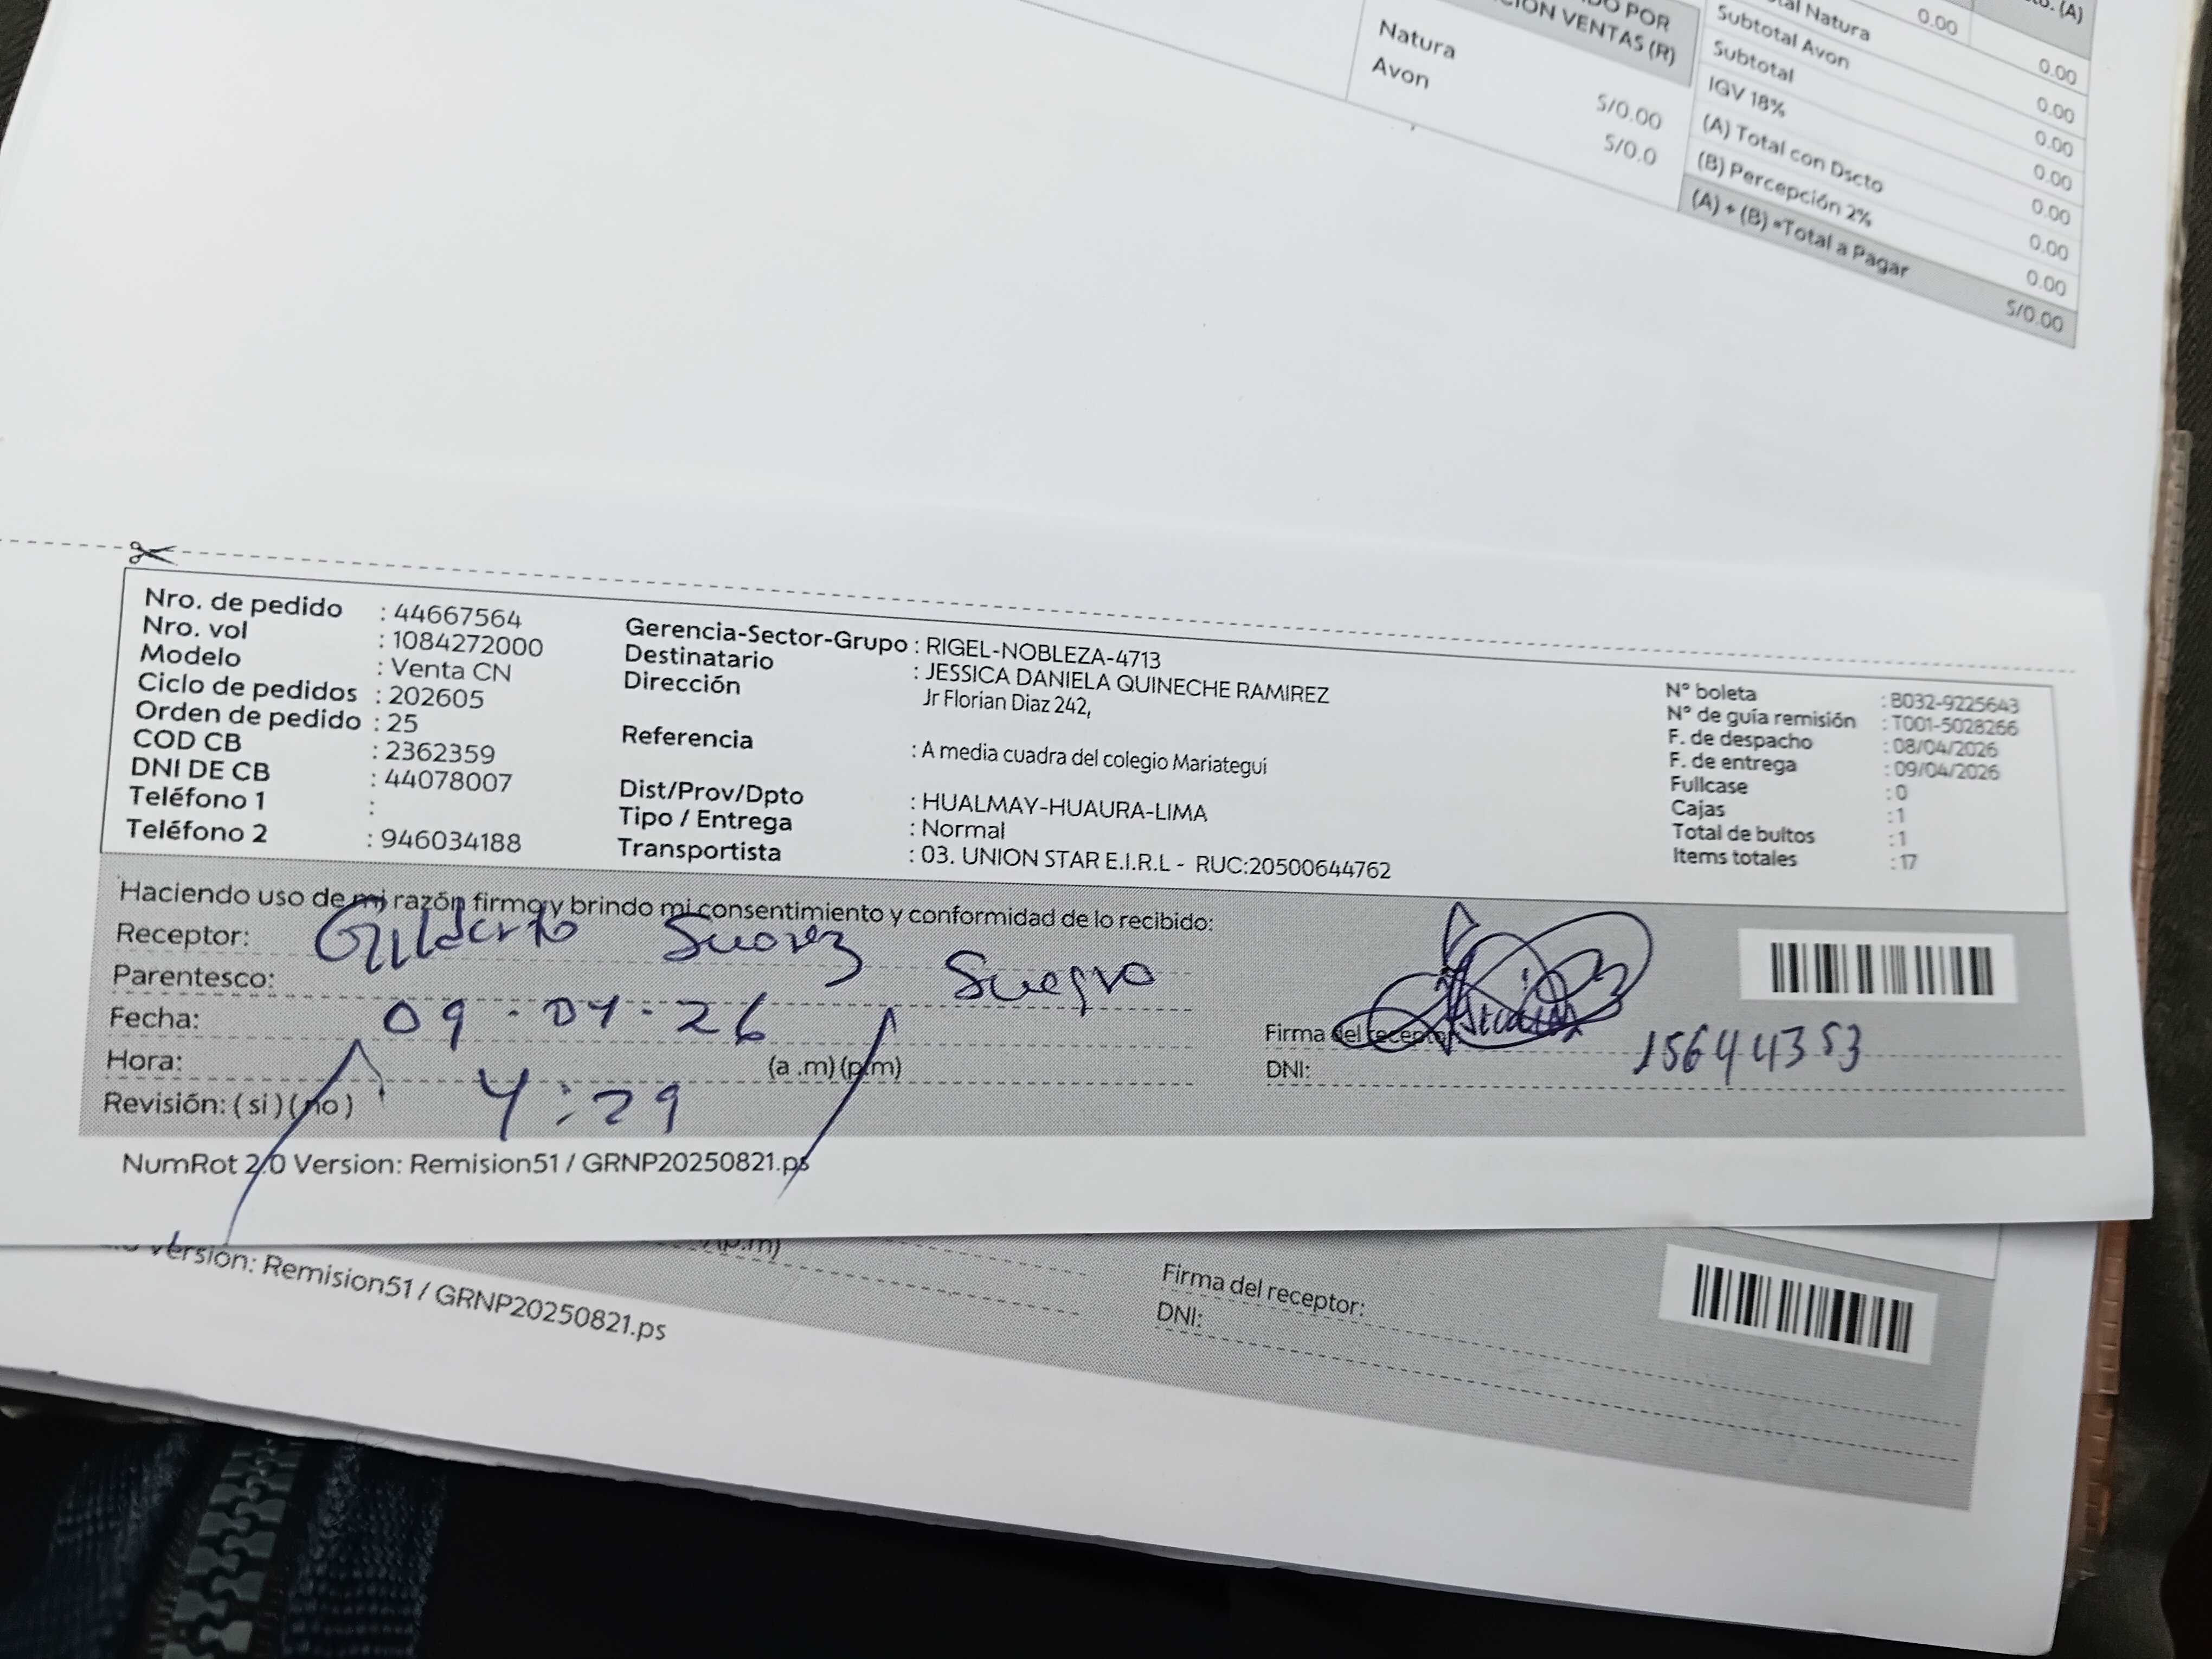 DO POR
CIÓN VENTAS (R)
Natura S/0.00
Avon S/0.0
to. (A)
tal Natura 0.00 0.00
Subtotal Avon 0.00
Subtotal 0.00
IGV 18% 0.00
(A) Total con Dscto 0.00
(B) Percepción 2% 0.00
(A) + (B) =Total a Pagar 0.00
S/0.00
Nro. de pedido : 44667564
Nro. vol : 1084272000
Modelo : Venta CN
Ciclo de pedidos : 202605
Orden de pedido : 25
COD CB : 2362359
DNI DE CB : 44078007
Teléfono 1 :
Teléfono 2 : 946034188
Gerencia-Sector-Grupo : RIGEL-NOBLEZA-4713
Destinatario : JESSICA DANIELA QUINECHE RAMIREZ
Dirección Jr Florian Diaz 242,
Referencia : A media cuadra del colegio Mariategui
Dist/Prov/Dpto : HUALMAY-HUAURA-LIMA
Tipo / Entrega : Normal
Transportista : 03. UNION STAR E.I.R.L - RUC:20500644762
N° boleta : B032-9225643
N° de guía remisión : T001-5028266
F. de despacho : 08/04/2026
F. de entrega : 09/04/2026
Fullcase : 0
Cajas : 1
Total de bultos : 1
Items totales : 17
Haciendo uso de mi razón firmo y brindo mi consentimiento y conformidad de lo recibido:
Receptor: Gilderto Suarez
Parentesco: Suegro
Fecha: 09-04-26
Hora: 4:29 (a .m) (p.m)
Revisión: ( si ) ( no )
Firma del receptor:
DNI: 15644353
NumRot 2.0 Version: Remision51 / GRNP20250821.ps
(p.m)
Version: Remision51 / GRNP20250821.ps
Firma del receptor:
DNI: